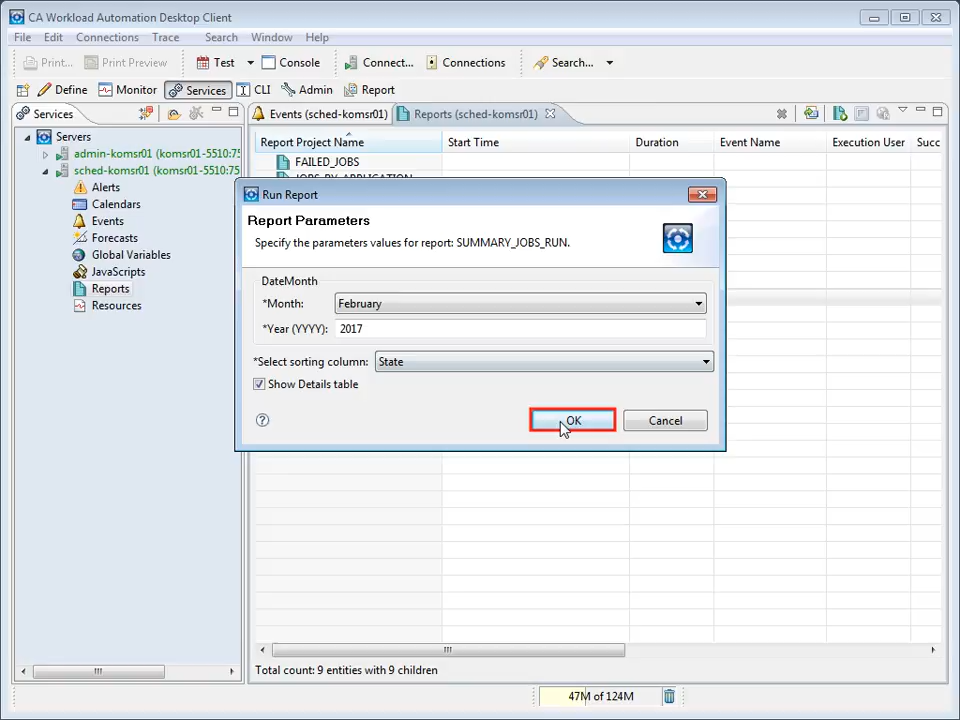 CA Workload Automation Desktop Client
File Edit Connections Trace Search Window Help
Print... Print Preview Test Console Connect... Connections Search...
Define Monitor Services CLI Admin Report
Services
Events (sched-komsr01) Reports (sched-komsr01)
Servers
admin-komsr01 (komsr01-5510:75
sched-komsr01 (komsr01-5510:75
Alerts
Calendars
Events
Forecasts
Global Variables
JavaScripts
Reports
Resources
Report Project Name Start Time Duration Event Name Execution User Succ
FAILED_JOBS
JOBS_BY_APPLICATION
Run Report
Report Parameters
Specify the parameters values for report: SUMMARY_JOBS_RUN.
DateMonth
*Month: February
*Year (YYYY): 2017
*Select sorting column: State
Show Details table
OK Cancel
Total count: 9 entities with 9 children
47M of 124M